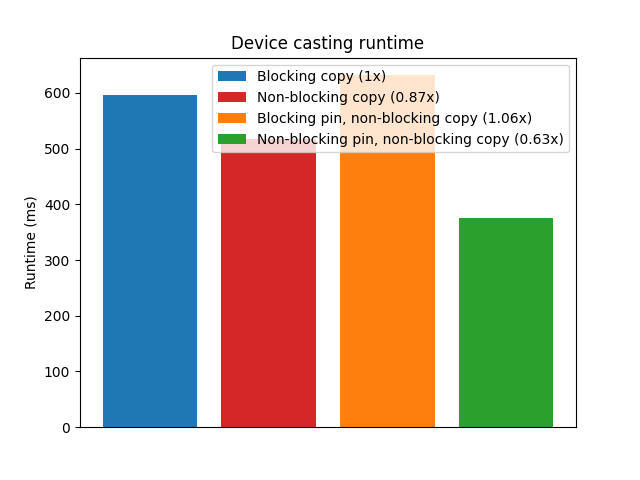 Device casting runtime
Blocking copy (1x)
Non-blocking copy (0.87x)
Blocking pin, non-blocking copy (1.06x)
Non-blocking pin, non-blocking copy (0.63x)
Runtime (ms)
600
500
400
300
200
100
0